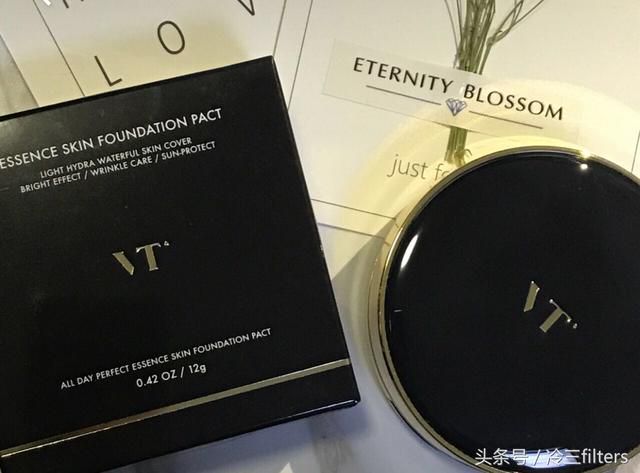 LOV
ETERNITY BLOSSOM
just f
ESSENCE SKIN FOUNDATION PACT
LIGHT HYDRA WATERFUL SKIN COVER
BRIGHT EFFECT / WRINKLE CARE / SUN-PROTECT
VT
ALL DAY PERFECT ESSENCE SKIN FOUNDATION PACT
0.42 OZ / 12g
VT
头条号 / 冷三filters